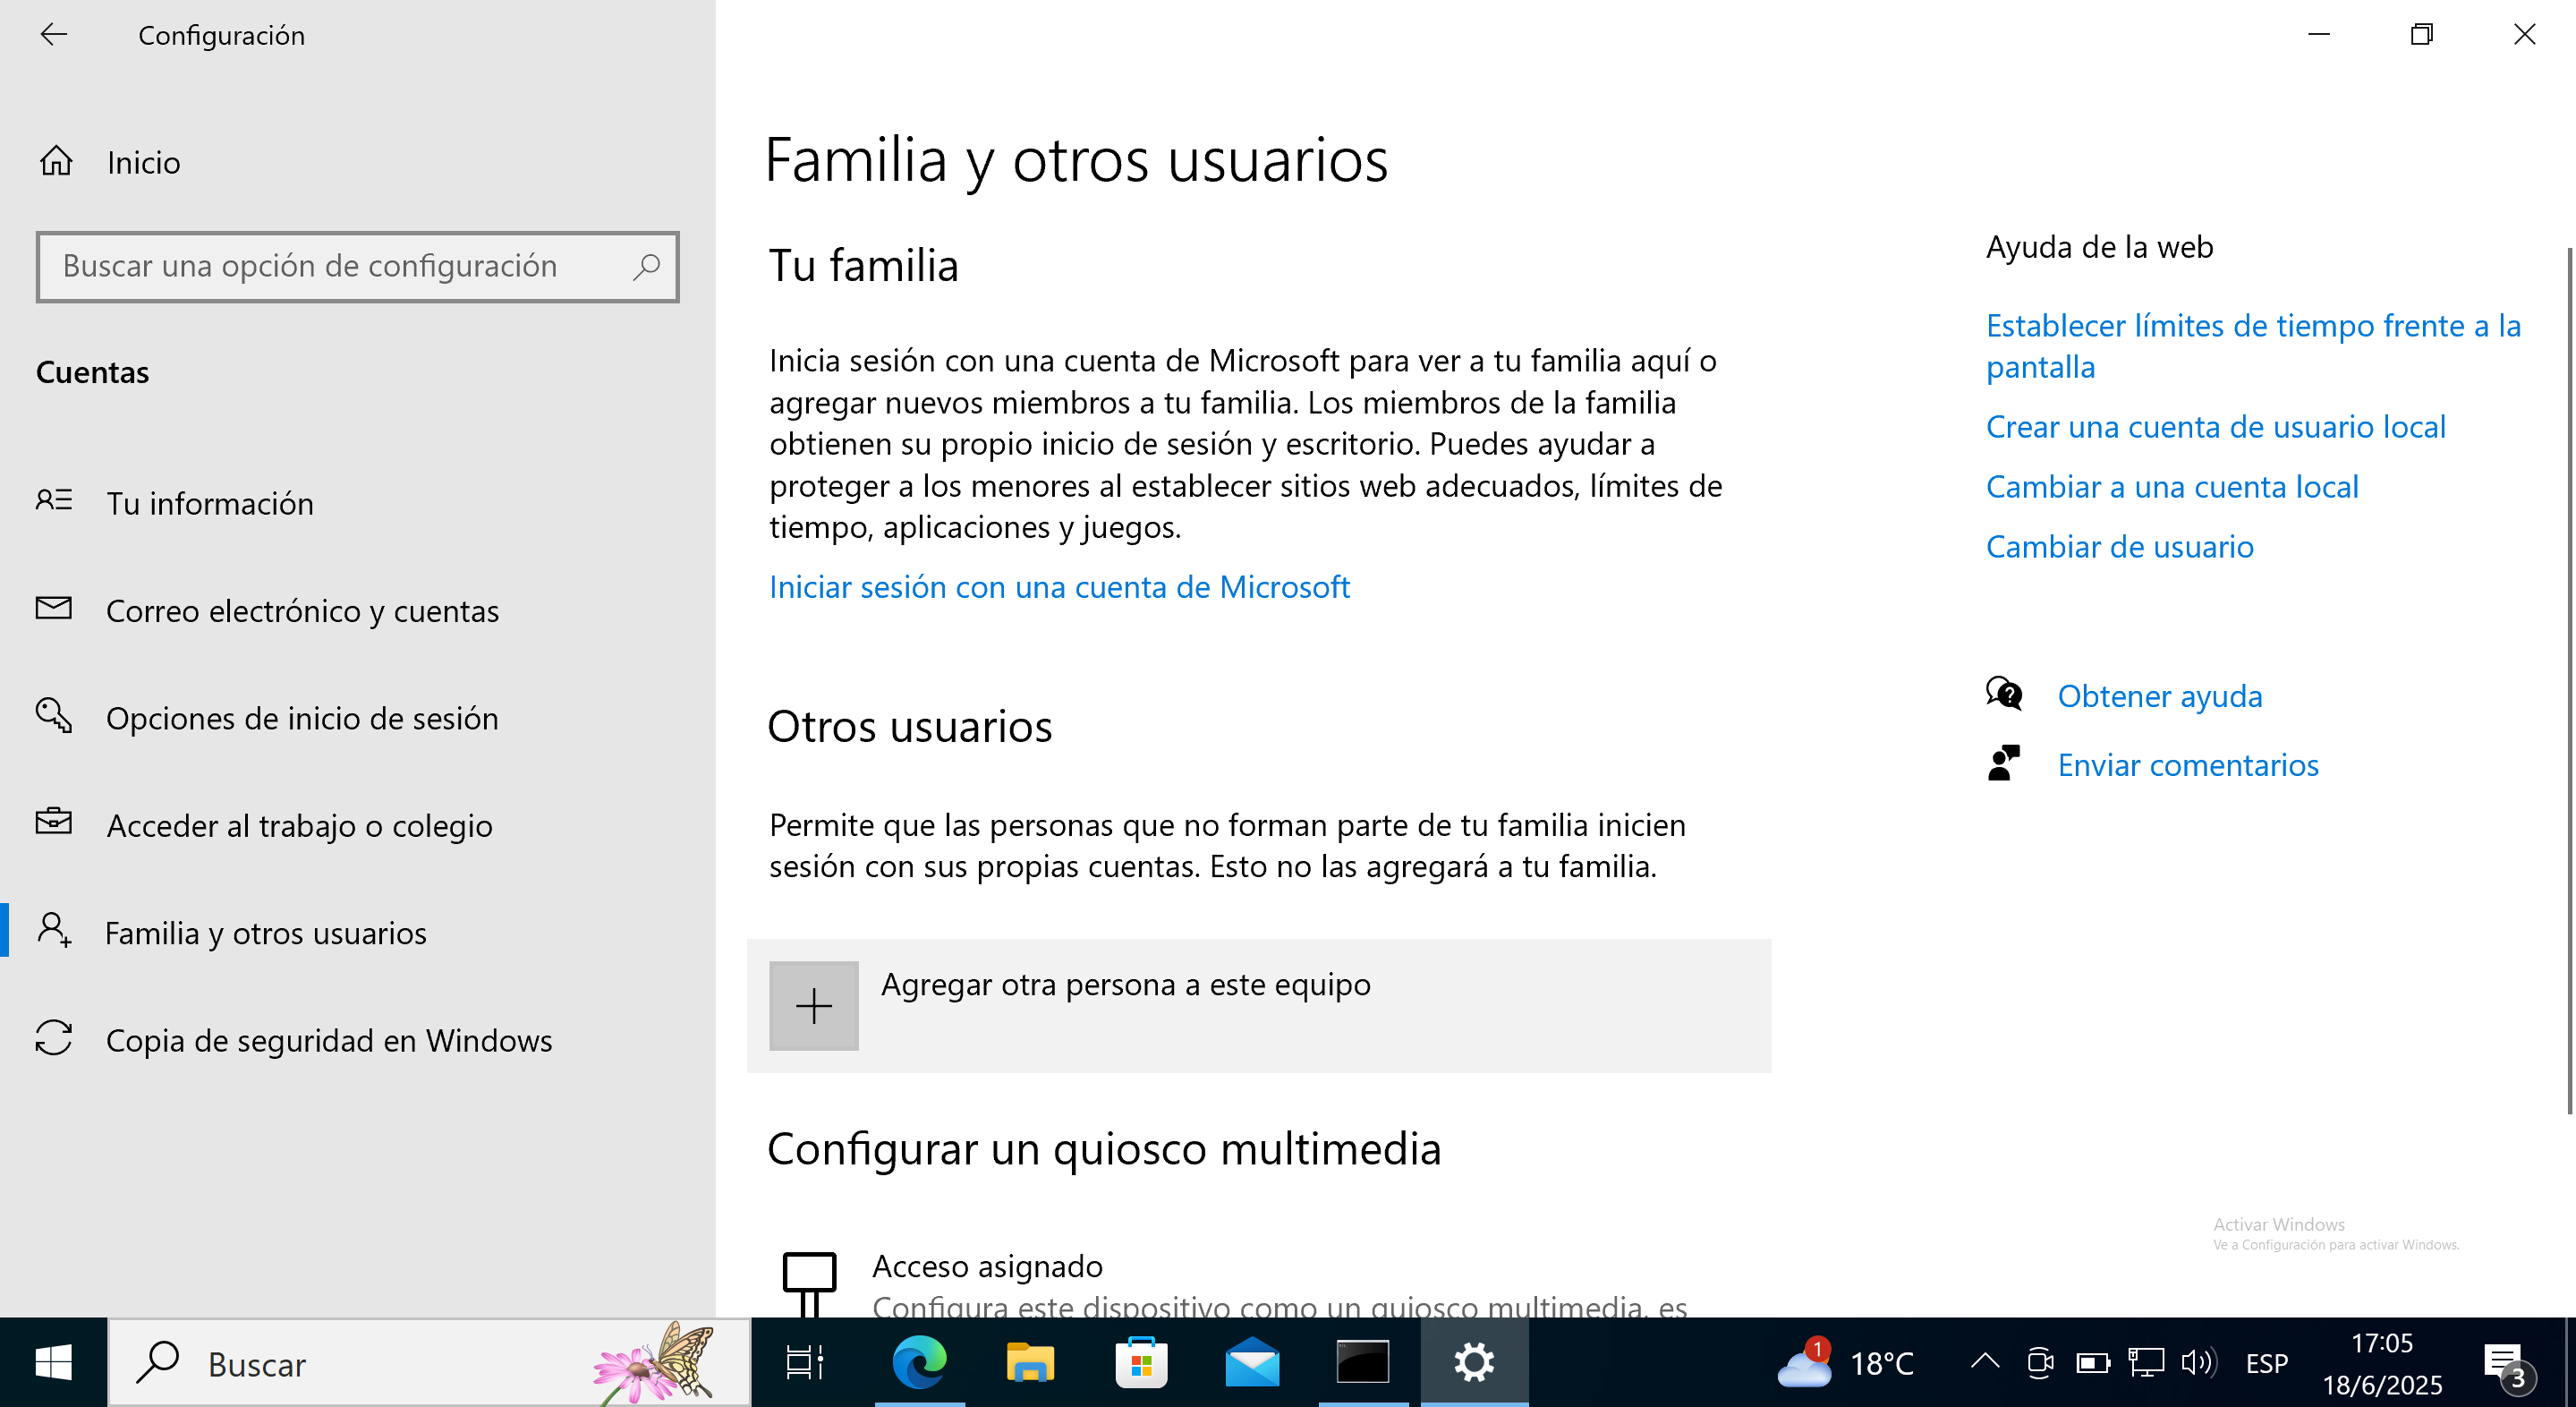 Configuración
Inicio
Buscar una opción de configuración
Cuentas
Tu información
Correo electrónico y cuentas
Opciones de inicio de sesión
Acceder al trabajo o colegio
Familia y otros usuarios
Copia de seguridad en Windows
Familia y otros usuarios
Tu familia
Inicia sesión con una cuenta de Microsoft para ver a tu familia aquí o
agregar nuevos miembros a tu familia. Los miembros de la familia
obtienen su propio inicio de sesión y escritorio. Puedes ayudar a
proteger a los menores al establecer sitios web adecuados, límites de
tiempo, aplicaciones y juegos.
Iniciar sesión con una cuenta de Microsoft
Otros usuarios
Permite que las personas que no forman parte de tu familia inicien
sesión con sus propias cuentas. Esto no las agregará a tu familia.
Agregar otra persona a este equipo
Configurar un quiosco multimedia
Acceso asignado
Configura este dispositivo como un quiosco multimedia, es
Ayuda de la web
Establecer límites de tiempo frente a la
pantalla
Crear una cuenta de usuario local
Cambiar a una cuenta local
Cambiar de usuario
Obtener ayuda
Enviar comentarios
Activar Windows
Ve a Configuración para activar Windows.
Buscar
1
18°C
ESP
17:05
18/6/2025
3